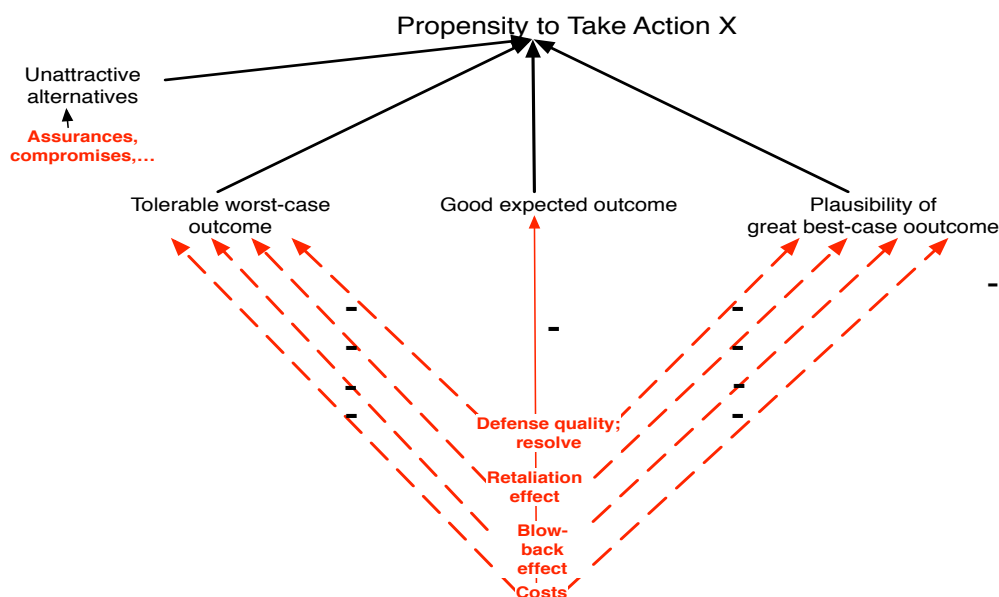 Propensity to Take Action X
Unattractive
alternatives
Assurances,
compromises,...
Tolerable worst-case
outcome
Good expected outcome
Plausibility of
great best-case ooutcome
-
-
-
-
-
-
-
-
-
-
Defense quality;
resolve
Retaliation
effect
Blow-
back
effect
Costs